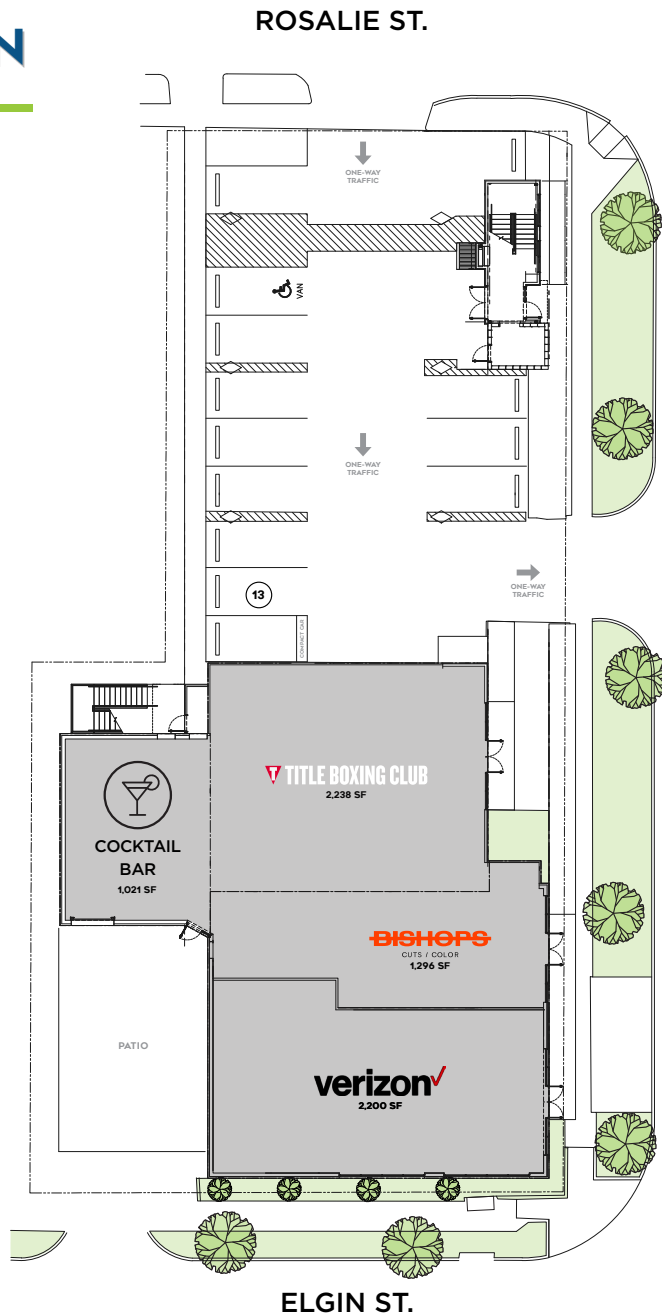 ROSALIE ST.
N
ONE-WAY
TRAFFIC
VAN
ONE-WAY
TRAFFIC
ONE-WAY
TRAFFIC
13
COMPACT CAR
T TITLE BOXING CLUB
2,238 SF
COCKTAIL
BAR
1,021 SF
BISHOPS
CUTS / COLOR
1,296 SF
PATIO
verizon
2,200 SF
ELGIN ST.